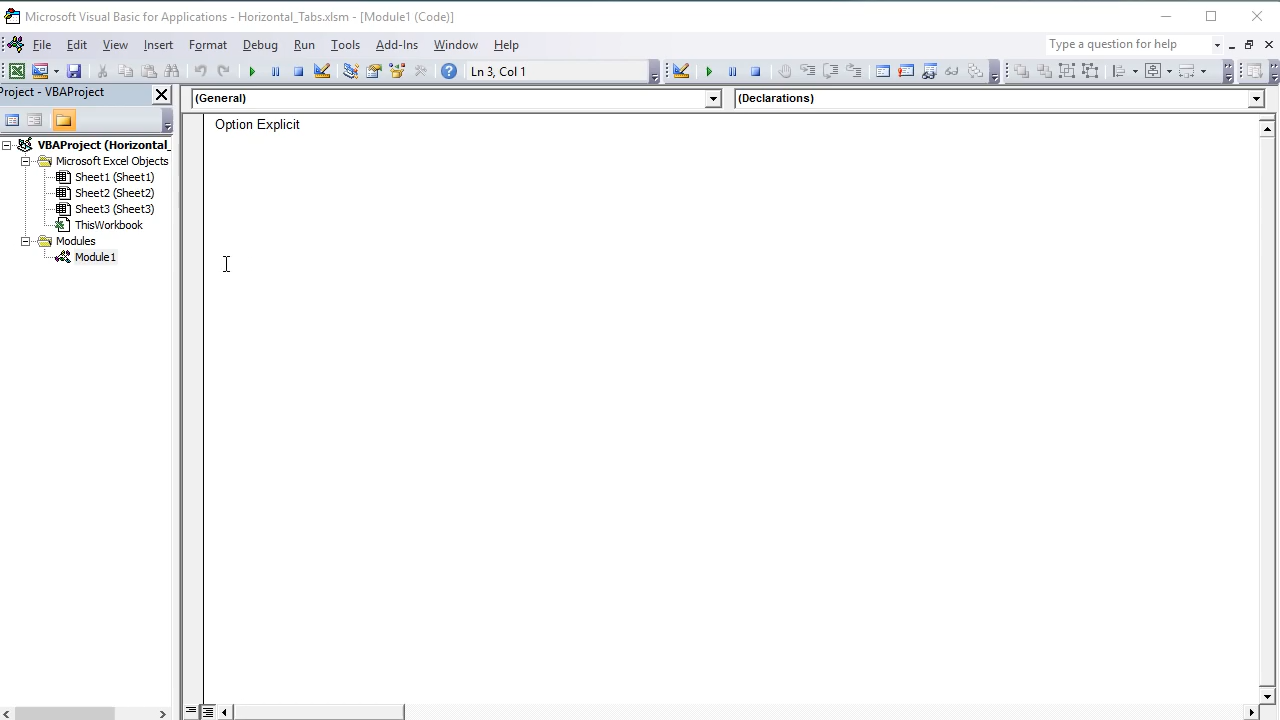 Microsoft Visual Basic for Applications - Horizontal_Tabs.xlsm - [Module1 (Code)]
File Edit View Insert Format Debug Run Tools Add-Ins Window Help Type a question for help
Ln 3, Col 1
Project - VBAProject
(General) (Declarations)
Option Explicit
VBAProject (Horizontal_
Microsoft Excel Objects
Sheet1 (Sheet1)
Sheet2 (Sheet2)
Sheet3 (Sheet3)
ThisWorkbook
Modules
Module1